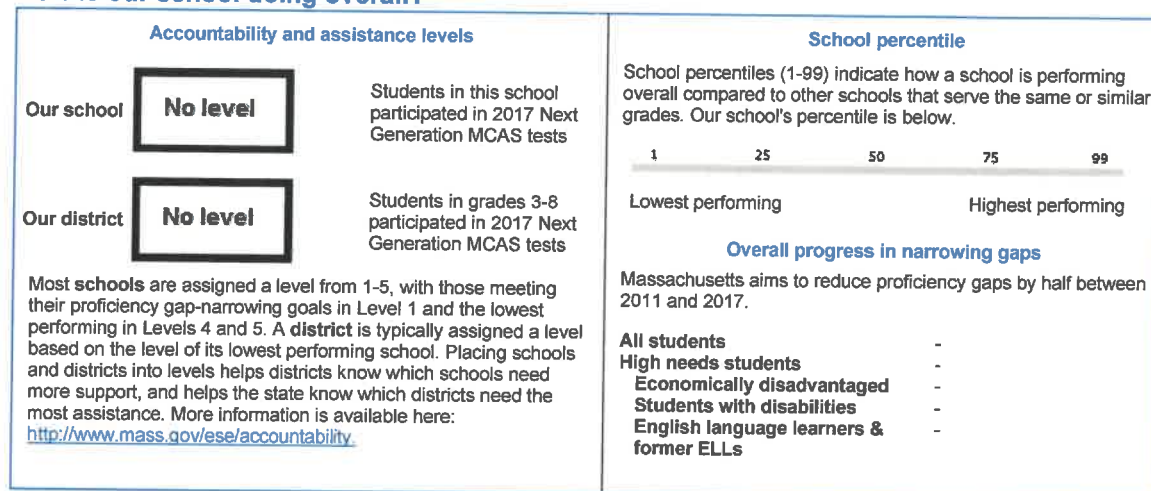 our school doing overall?
Accountability and assistance levels
Our school
No level
Students in this school
participated in 2017 Next
Generation MCAS tests
Our district
No level
Students in grades 3-8
participated in 2017 Next
Generation MCAS tests
Most schools are assigned a level from 1-5, with those meeting
their proficiency gap-narrowing goals in Level 1 and the lowest
performing in Levels 4 and 5. A district is typically assigned a level
based on the level of its lowest performing school. Placing schools
and districts into levels helps districts know which schools need
more support, and helps the state know which districts need the
most assistance. More information is available here:
http://www.mass.gov/ese/accountability.
School percentile
School percentiles (1-99) indicate how a school is performing
overall compared to other schools that serve the same or similar
grades. Our school's percentile is below.
1 25 50 75 99
Lowest performing Highest performing
Overall progress in narrowing gaps
Massachusetts aims to reduce proficiency gaps by half between
2011 and 2017.
All students -
High needs students -
Economically disadvantaged -
Students with disabilities -
English language learners & -
former ELLs